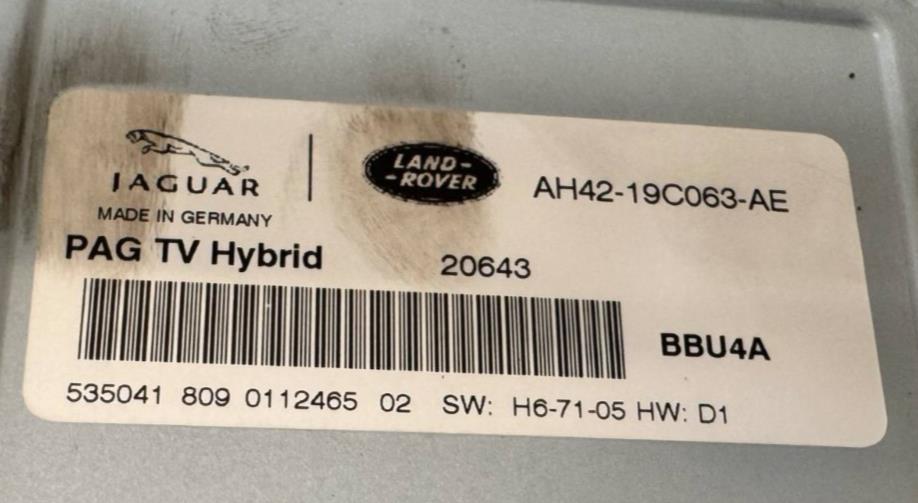 JAGUAR
LAND-
-ROVER
AH42-19C063-AE
MADE IN GERMANY
PAG TV Hybrid 20643
BBU4A
535041 809 0112465 02 SW: H6-71-05 HW: D1